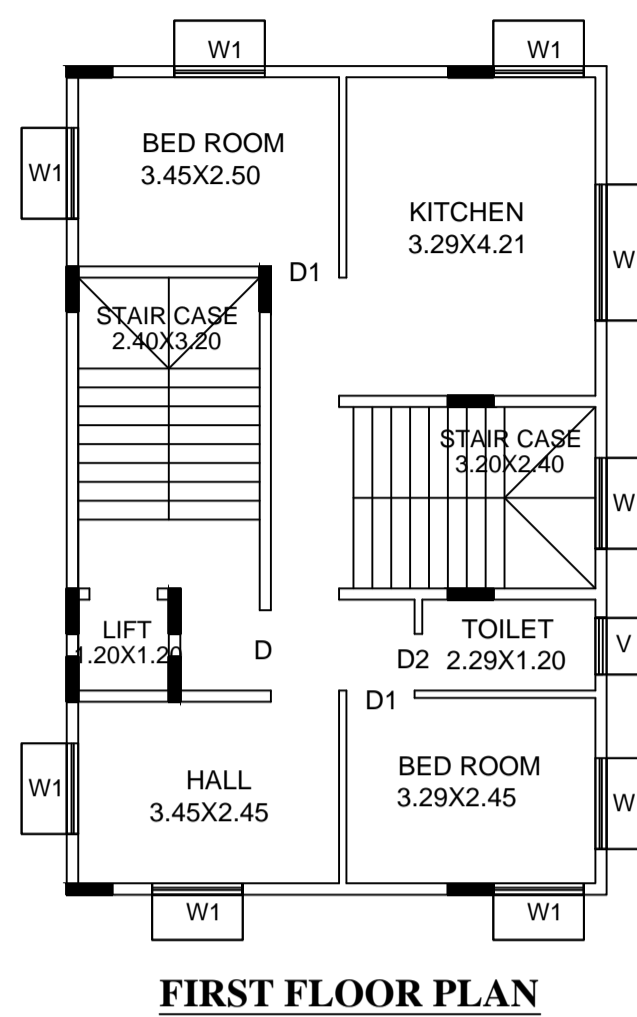 W1
W1
BED ROOM
3.45X2.50
W1
KITCHEN
3.29X4.21
W
D1
STAIR CASE
2.40X3.20
STAIR CASE
3.20X2.40
W
LIFT
1.20X1.20
D
TOILET
2.29X1.20
V
D2
D1
HALL
3.45X2.45
W1
BED ROOM
3.29X2.45
W
W1
W1
FIRST FLOOR PLAN